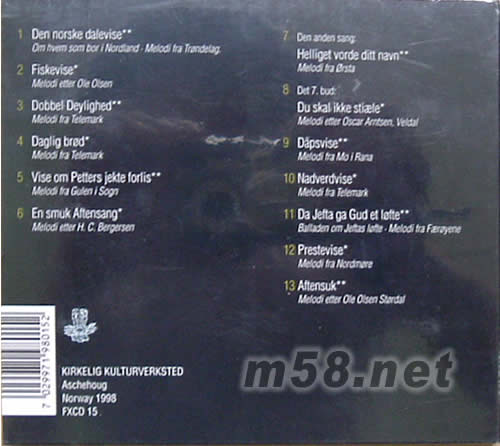 1 Den norske dalevise**
Om hvem som bor i Nordland - Melodi fra Trøndelag.
2 Fiskevise*
Melodi etter Ole Olsen
3 Dobbel Deylighed**
Melodi fra Telemark
4 Daglig brød*
Melodi fra Telemark
5 Vise om Petters jekte forlis**
Melodi fra Gulen i Sogn
6 En smuk Aftensang*
Melodi etter H. C. Bergersen
7 Den anden sang:
Helliget vorde ditt navn**
Melodi fra Ørsta
8 Det 7. bud:
Du skal ikke stiæle*
Melodi etter Oscar Arntsen, Veldal
9 Dåpsvise**
Melodi fra Mo i Rana
10 Nadverdvise*
Melodi fra Telemark
11 Da Jefta ga Gud et løfte**
Balladen om Jeftas løfte - Melodi fra Færøyene
12 Prestevise*
Melodi fra Nordmøre
13 Aftensuk**
Melodi etter Ole Olsen Størdal
7 029971 980152
KIRKELIG KULTURVERKSTED
Aschehoug
Norway 1998
FXCD 15
m58.net